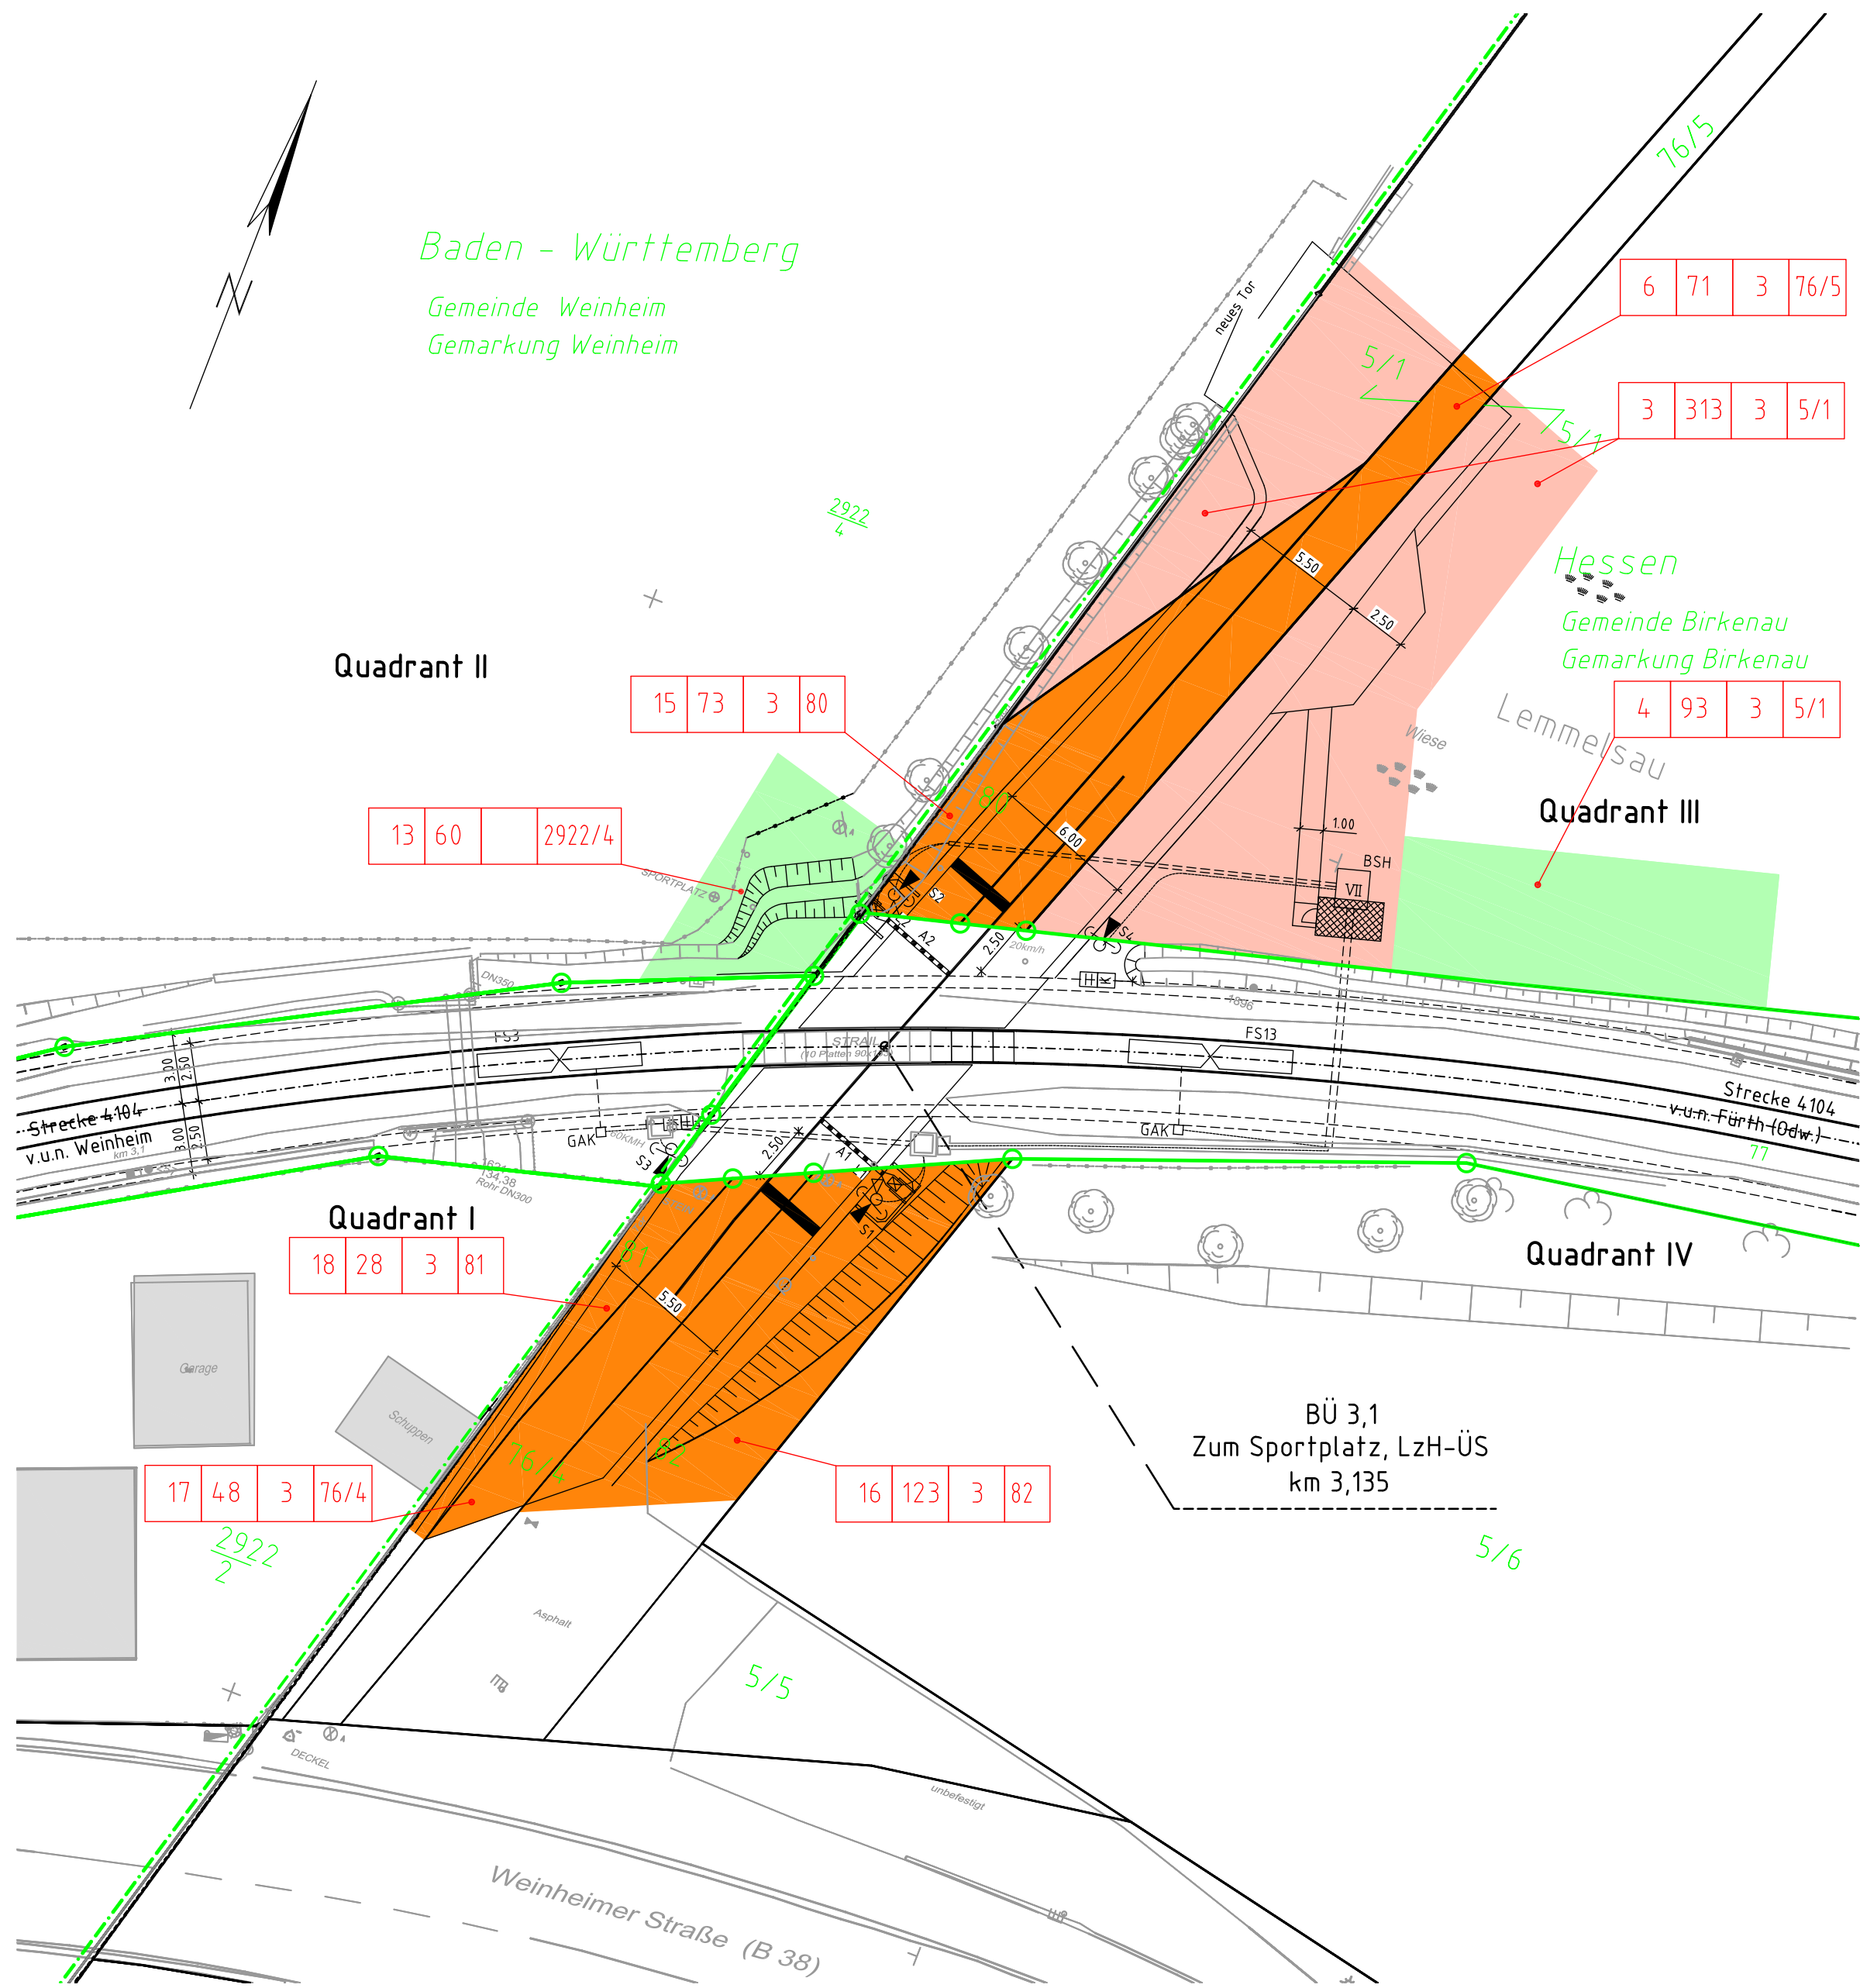 Baden - Württemberg
Gemeinde Weinheim
Gemarkung Weinheim
76/5
neues Tor
6 71 3 76/5
5/1
3 313 3 5/1
5/1
2922
4
5.50
2.50
Hessen
Gemeinde Birkenau
Gemarkung Birkenau
Quadrant II
15 73 3 80
4 93 3 5/1
Lemmelsau
Wiese
80
Quadrant III
13 60 2922/4
6.00
1.00
BSH
VII
SPORTPLATZ
S2
A2
S4
2.50
20km/h
DN350
1896
FS3
STRAIL
FS13
3.00
2.50
Strecke 4104
v.u.n. Weinheim
km 3,1
3.00
2.50
Strecke 4104
v.u.n. Fürth (Odw.)
77
GAK
60KMH
GAK
S3
2.50
A1
S1
134,38
Rohr DN300
Quadrant I
18 28 3 81
81
5.50
Quadrant IV
Garage
Schuppen
76/4
82
BÜ 3,1
Zum Sportplatz, LzH-ÜS
km 3,135
17 48 3 76/4
16 123 3 82
2922
2
5/6
Asphalt
5/5
DECKEL
unbefestigt
Weinheimer Straße (B 38)